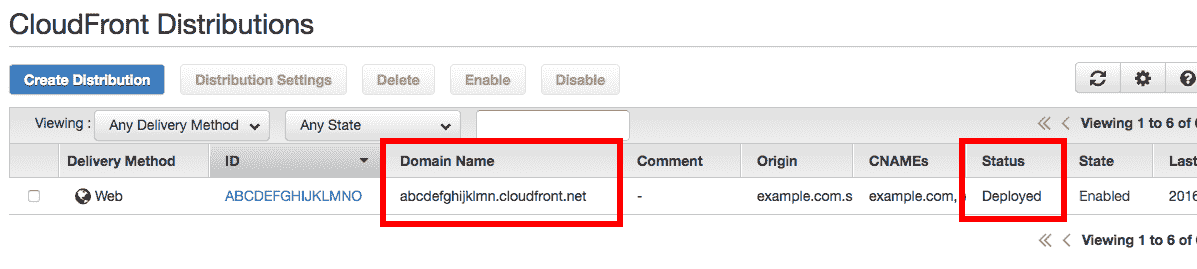 CloudFront Distributions
Create Distribution Distribution Settings Delete Enable Disable
Viewing : Any Delivery Method Any State Viewing 1 to 6 of 6
Delivery Method ID Domain Name Comment Origin CNAMEs Status State Last
Web ABCDEFGHIJKLMNO abcdefghijklmn.cloudfront.net - example.com.s example.com, Deployed Enabled 2016
Viewing 1 to 6 of 6